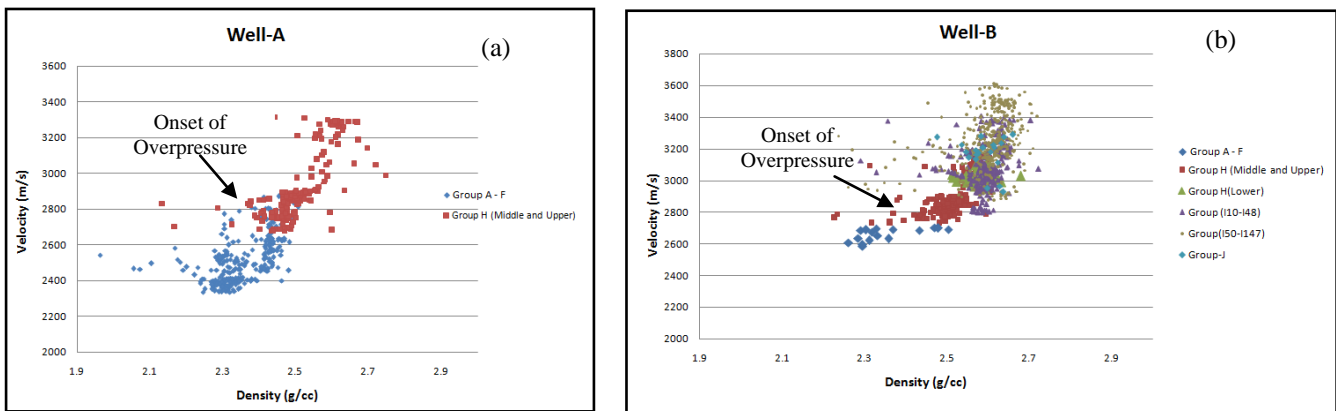 Well-A
(a)
3600
3400
3200
3000
2800
2600
2400
2200
2000
Velocity (m/s)
Onset of
Overpressure
Group A - F
Group H (Middle and Upper)
1.9
2.1
2.3
2.5
2.7
2.9
Density (g/cc)
Well-B
(b)
3800
3600
3400
3200
3000
2800
2600
2400
2200
2000
Velocity (m/s)
Onset of
Overpressure
Group A - F
Group H (Middle and Upper)
Group H(Lower)
Group (I10-I48)
Group(I50-I147)
Group-J
1.9
2.1
2.3
2.5
2.7
2.9
Density (g/cc)